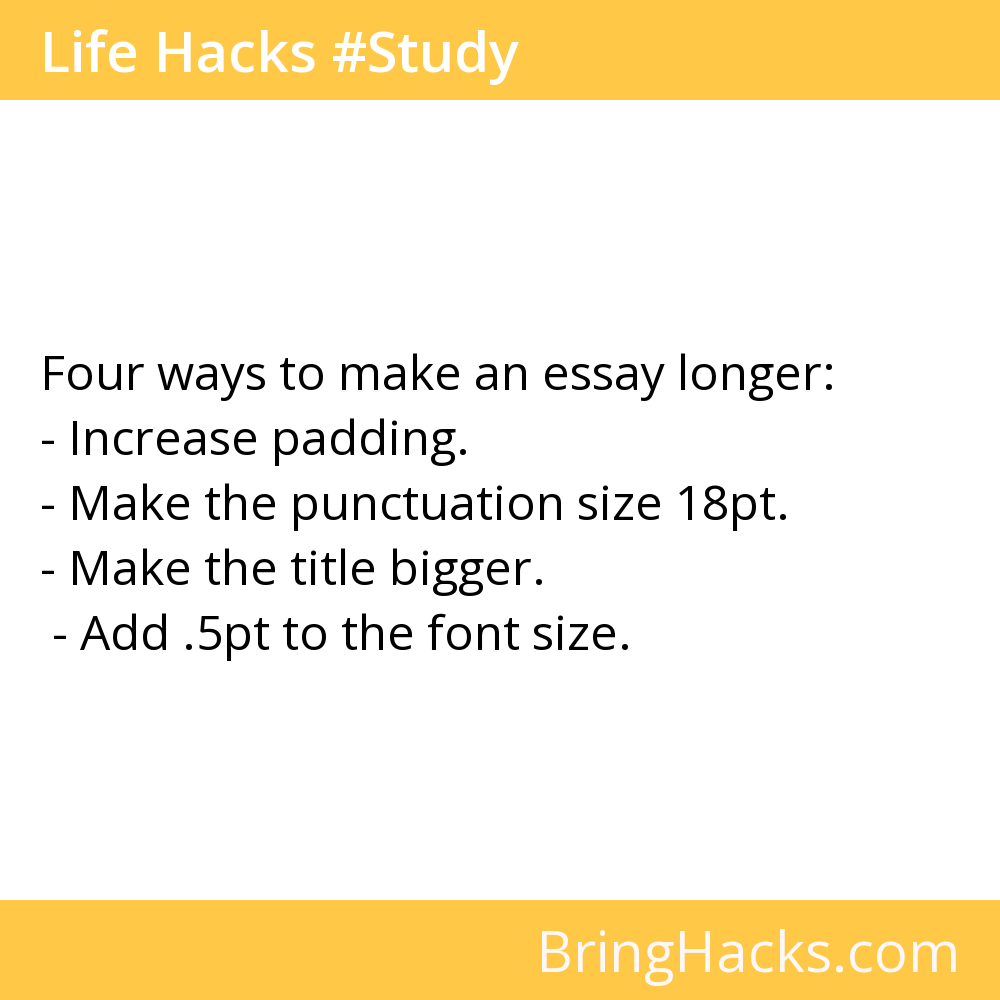 Life Hacks #Study
Four ways to make an essay longer:
- Increase padding.
- Make the punctuation size 18pt.
- Make the title bigger.
- Add .5pt to the font size.
BringHacks.com